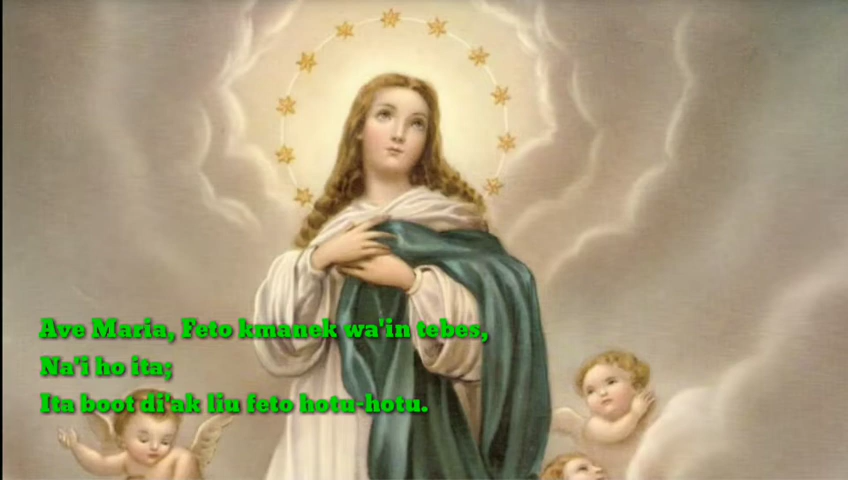 Ave Maria, Feto kmanek wa'in tebes,
Na'i ho ita;
Ita boot di'ak liu feto hotu-hotu.